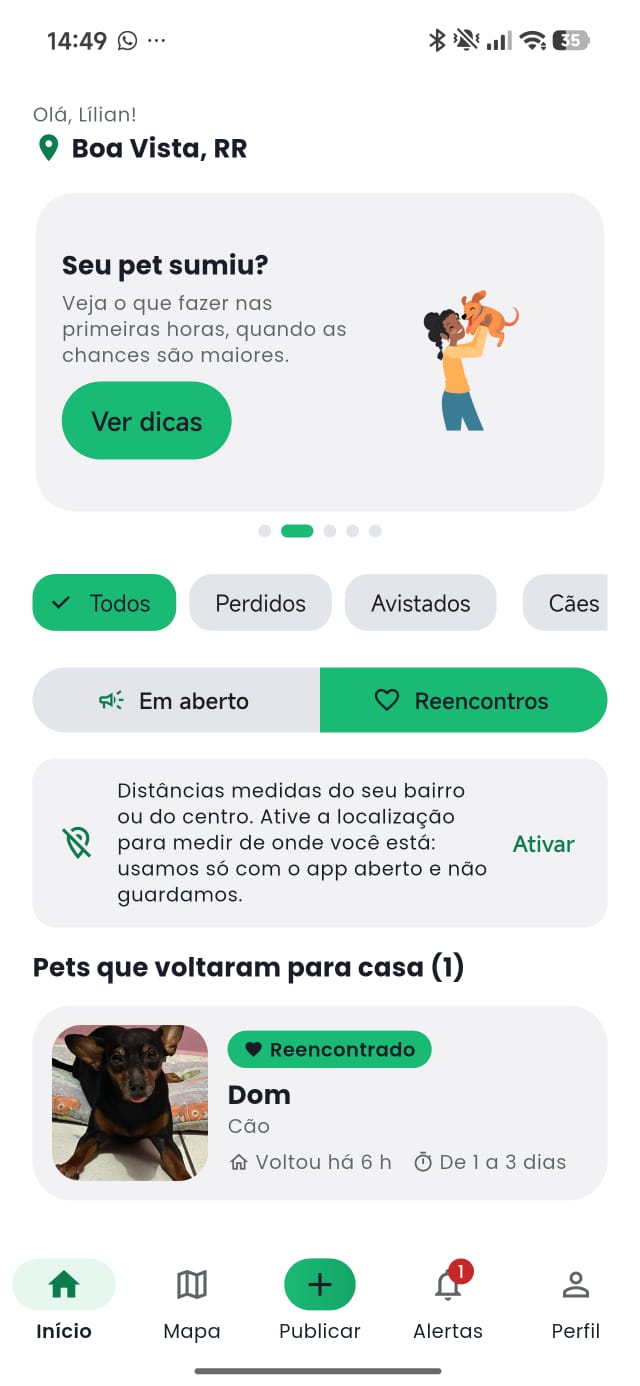 14:49
35
Olá, Lílian!
Boa Vista, RR
Seu pet sumiu?
Veja o que fazer nas
primeiras horas, quando as
chances são maiores.
Ver dicas
Todos Perdidos Avistados Cães
Em aberto Reencontros
Distâncias medidas do seu bairro
ou do centro. Ative a localização
para medir de onde você está:
usamos só com o app aberto e não
guardamos.
Ativar
Pets que voltaram para casa (1)
Reencontrado
Dom
Cão
Voltou há 6 h De 1 a 3 dias
1
Início Mapa Publicar Alertas Perfil